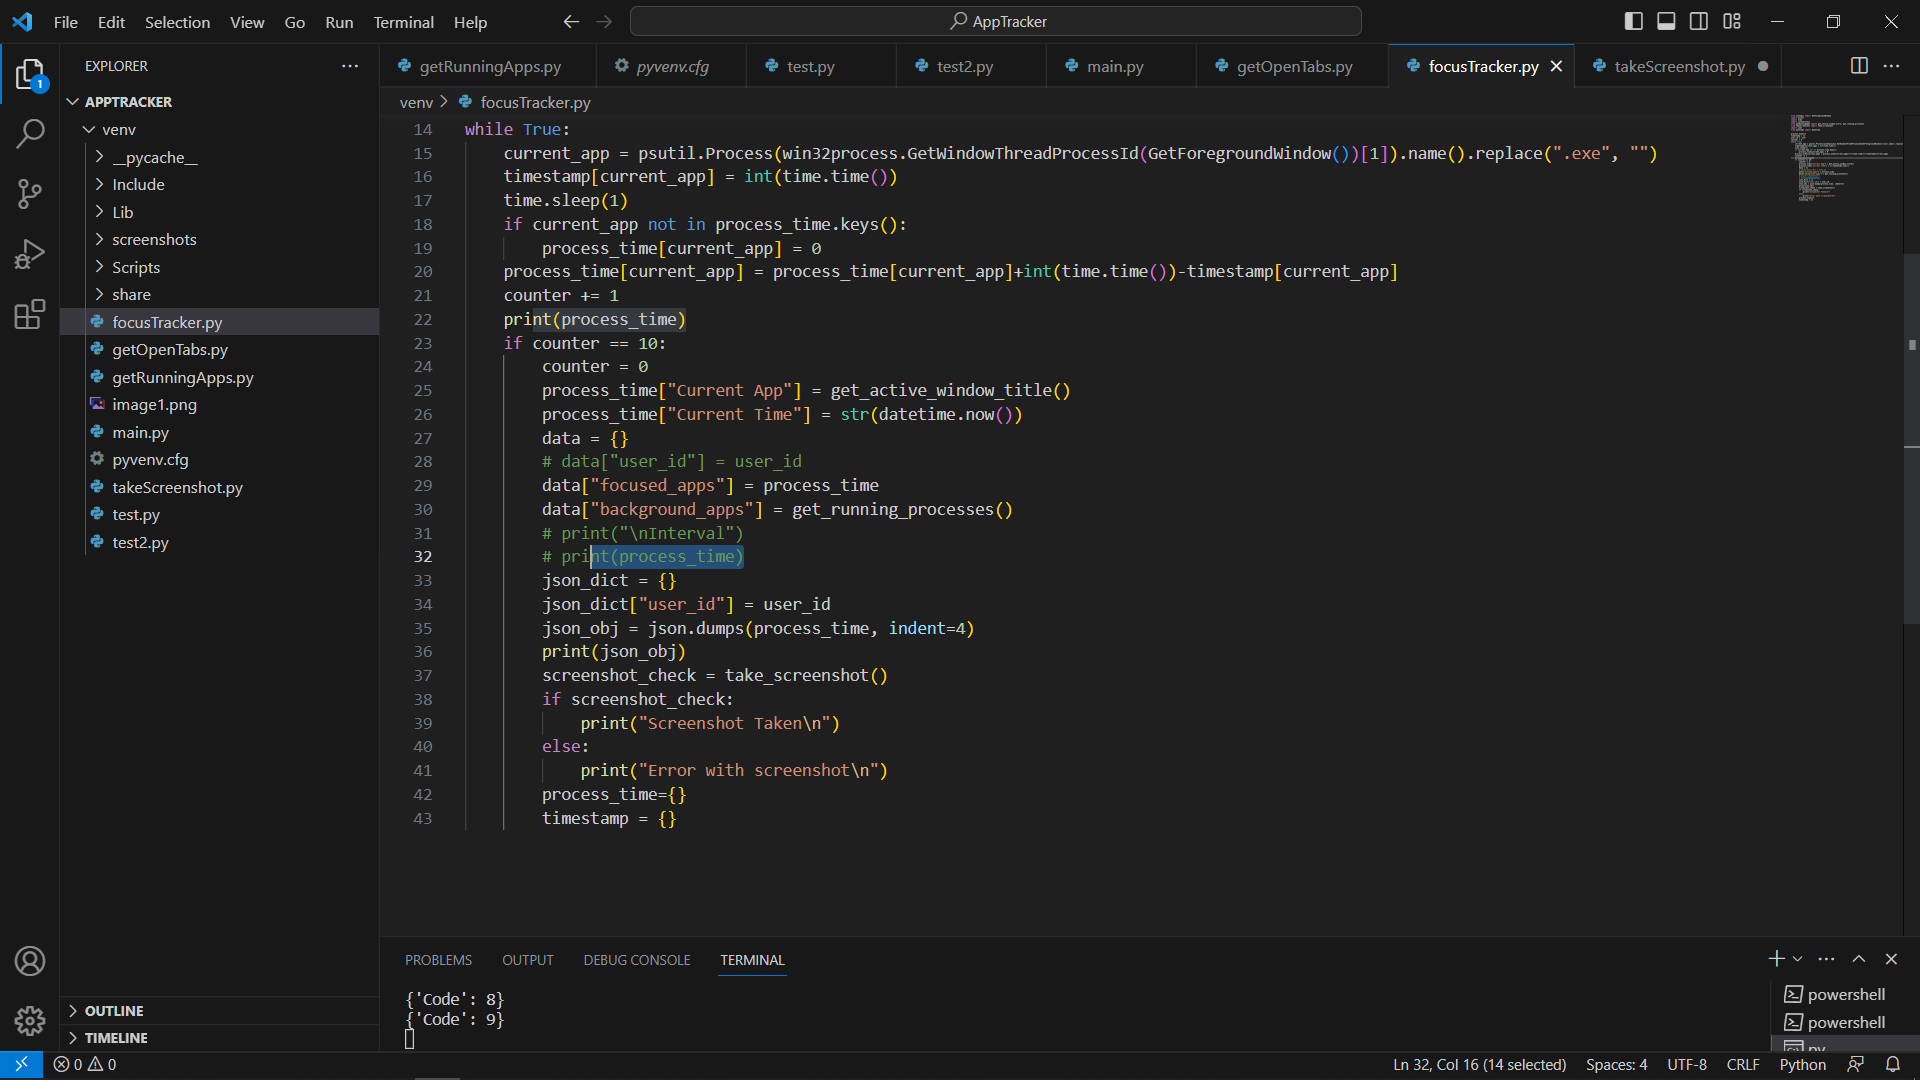 File Edit Selection View Go Run Terminal Help
AppTracker
EXPLORER
1
APPTRACKER
venv
__pycache__
Include
Lib
screenshots
Scripts
share
focusTracker.py
getOpenTabs.py
getRunningApps.py
image1.png
main.py
pyvenv.cfg
takeScreenshot.py
test.py
test2.py
OUTLINE
TIMELINE
getRunningApps.py pyvenv.cfg test.py test2.py main.py getOpenTabs.py focusTracker.py takeScreenshot.py
venv > focusTracker.py
14 while True:
15 current_app = psutil.Process(win32process.GetWindowThreadProcessId(GetForegroundWindow())[1]).name().replace(".exe", "")
16 timestamp[current_app] = int(time.time())
17 time.sleep(1)
18 if current_app not in process_time.keys():
19 process_time[current_app] = 0
20 process_time[current_app] = process_time[current_app]+int(time.time())-timestamp[current_app]
21 counter += 1
22 print(process_time)
23 if counter == 10:
24 counter = 0
25 process_time["Current App"] = get_active_window_title()
26 process_time["Current Time"] = str(datetime.now())
27 data = {}
28 # data["user_id"] = user_id
29 data["focused_apps"] = process_time
30 data["background_apps"] = get_running_processes()
31 # print("\nInterval")
32 # print(process_time)
33 json_dict = {}
34 json_dict["user_id"] = user_id
35 json_obj = json.dumps(process_time, indent=4)
36 print(json_obj)
37 screenshot_check = take_screenshot()
38 if screenshot_check:
39 print("Screenshot Taken\n")
40 else:
41 print("Error with screenshot\n")
42 process_time={}
43 timestamp = {}
PROBLEMS OUTPUT DEBUG CONSOLE TERMINAL
{'Code': 8}
{'Code': 9}
powershell
powershell
py
0 0
Ln 32, Col 16 (14 selected) Spaces: 4 UTF-8 CRLF Python